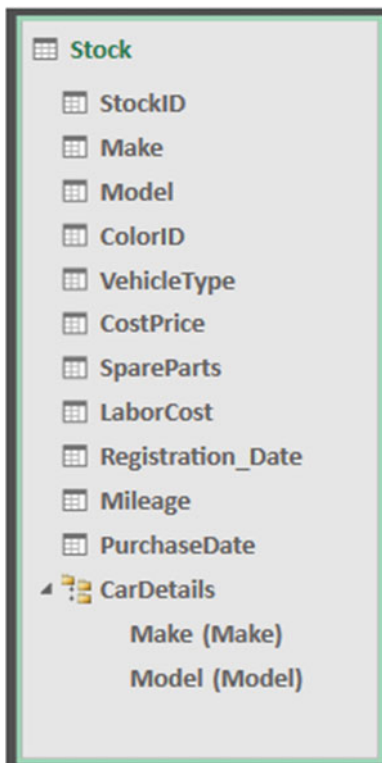 Stock
StockID
Make
Model
ColorID
VehicleType
CostPrice
SpareParts
LaborCost
Registration_Date
Mileage
PurchaseDate
CarDetails
Make (Make)
Model (Model)